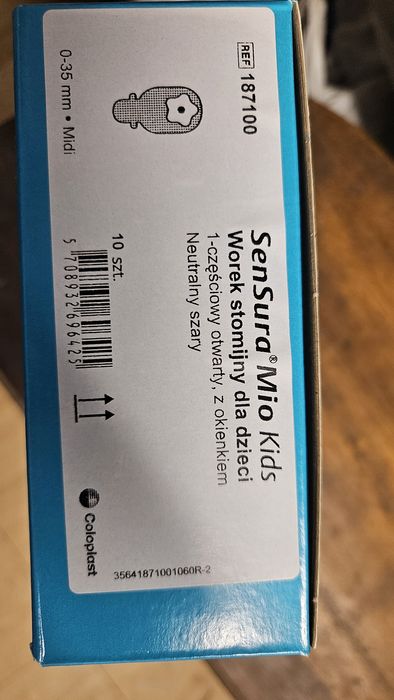 REF 187100
0-35 mm • Midi
SenSura® Mio Kids
Worek stomijny dla dzieci
1-częściowy otwarty, z okienkiem
Neutralny szary
10 szt.
5 708932 696425
Coloplast
35641871001060R-2